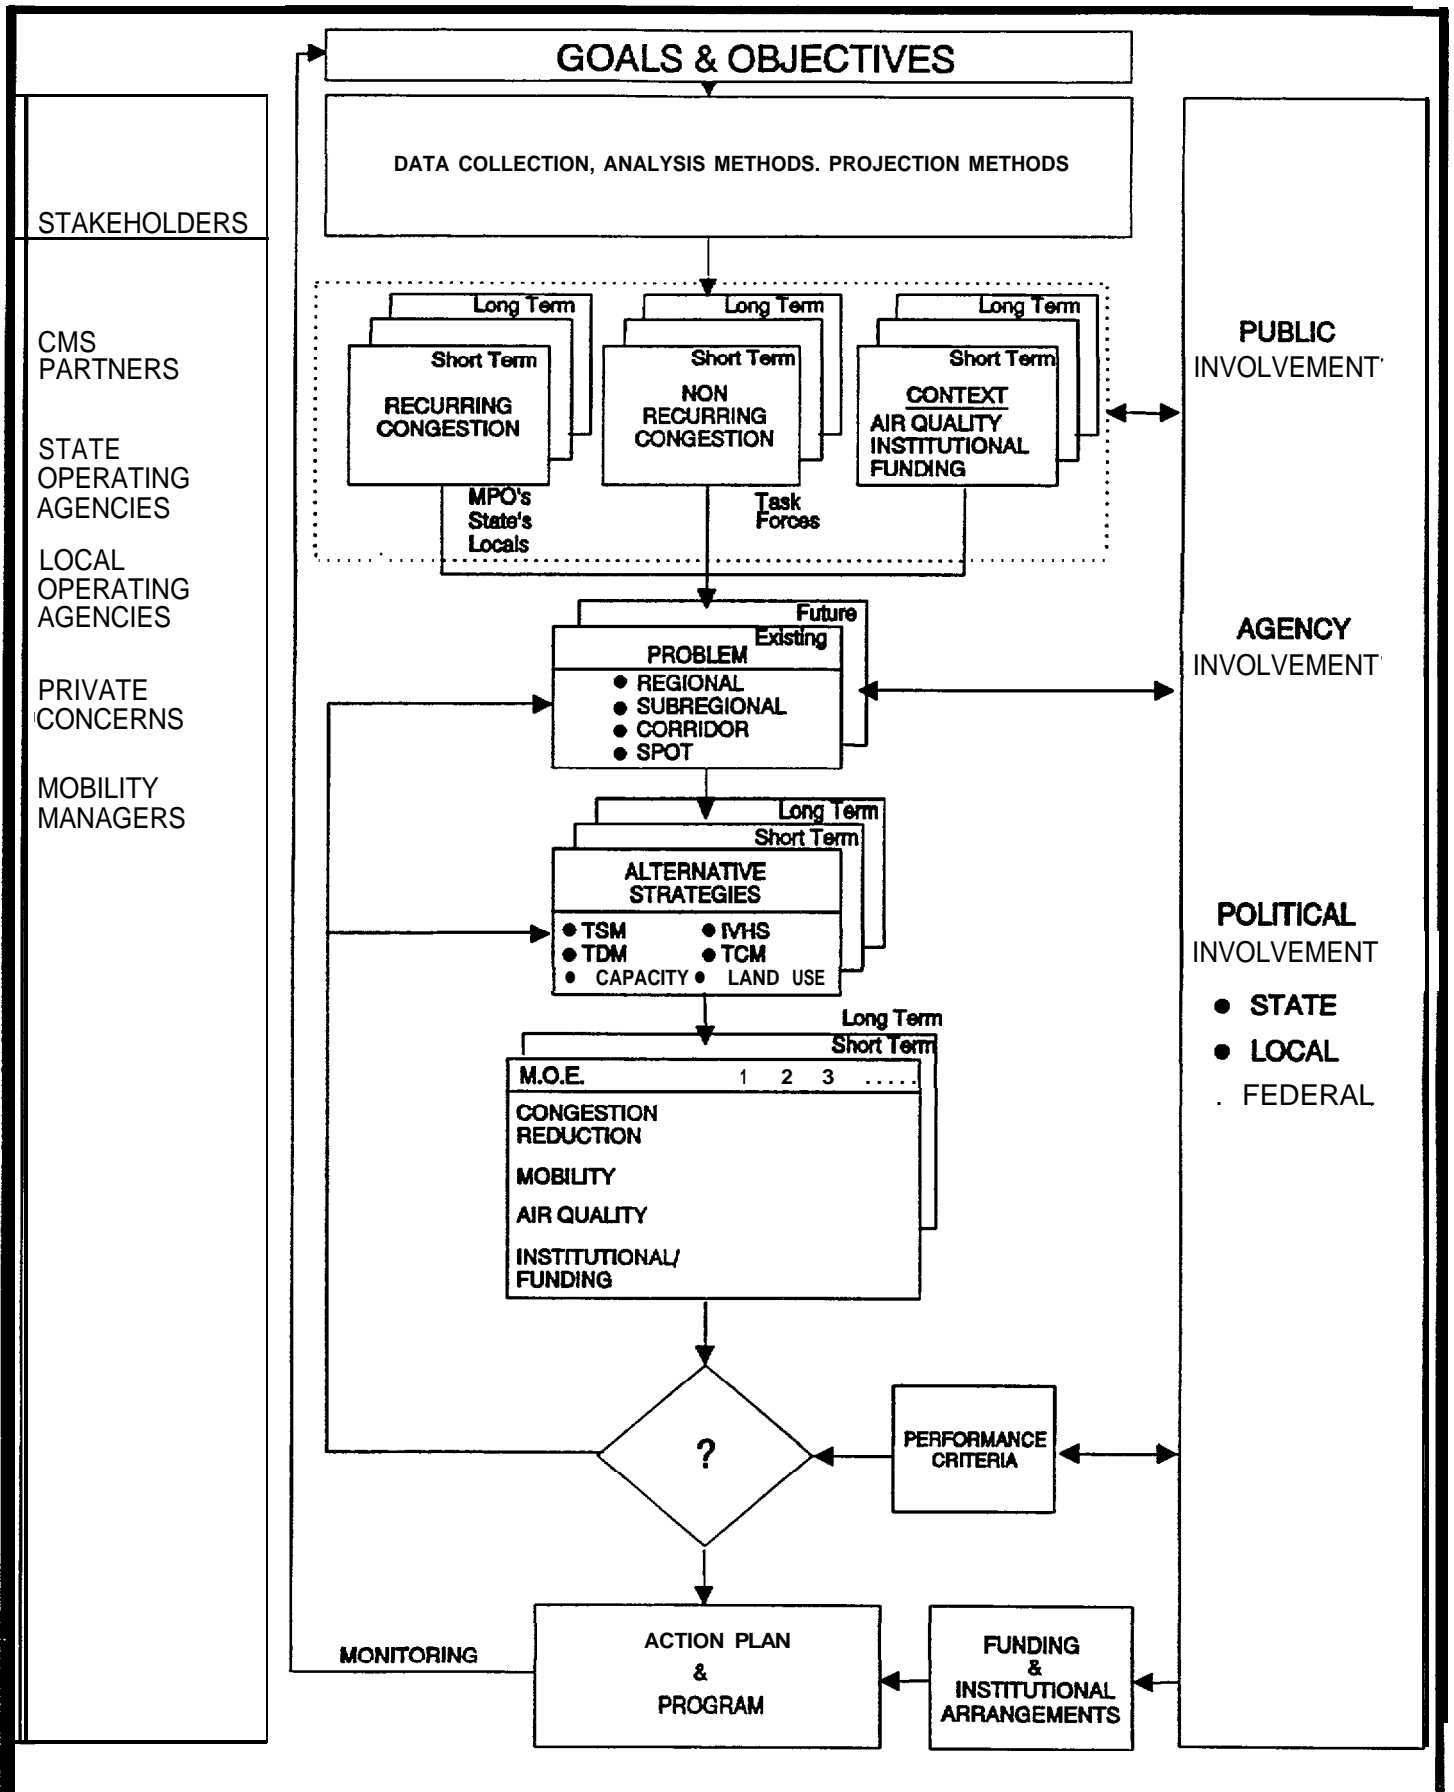 GOALS & OBJECTIVES
DATA COLLECTION, ANALYSIS METHODS. PROJECTION METHODS
STAKEHOLDERS
CMS
PARTNERS
STATE
OPERATING
AGENCIES
LOCAL
OPERATING
AGENCIES
PRIVATE
CONCERNS
MOBILITY
MANAGERS
Long Term
Short Term
RECURRING
CONGESTION
MPO's
State's
Locals
Long Term
Short Term
NON
RECURRING
CONGESTION
Task
Forces
Long Term
Short Term
CONTEXT
AIR QUALITY
INSTITUTIONAL
FUNDING
Future
Existing
PROBLEM
● REGIONAL
● SUBREGIONAL
● CORRIDOR
● SPOT
Long Term
Short Term
ALTERNATIVE
STRATEGIES
● TSM ● IVHS
● TDM ● TCM
● CAPACITY ● LAND USE
Long Term
Short Term
M.O.E. 1 2 3 .....
CONGESTION
REDUCTION
MOBILITY
AIR QUALITY
INSTITUTIONAL/
FUNDING
?
PERFORMANCE
CRITERIA
MONITORING
ACTION PLAN
&
PROGRAM
FUNDING
&
INSTITUTIONAL
ARRANGEMENTS
PUBLIC
INVOLVEMENT
AGENCY
INVOLVEMENT
POLITICAL
INVOLVEMENT
● STATE
● LOCAL
. FEDERAL